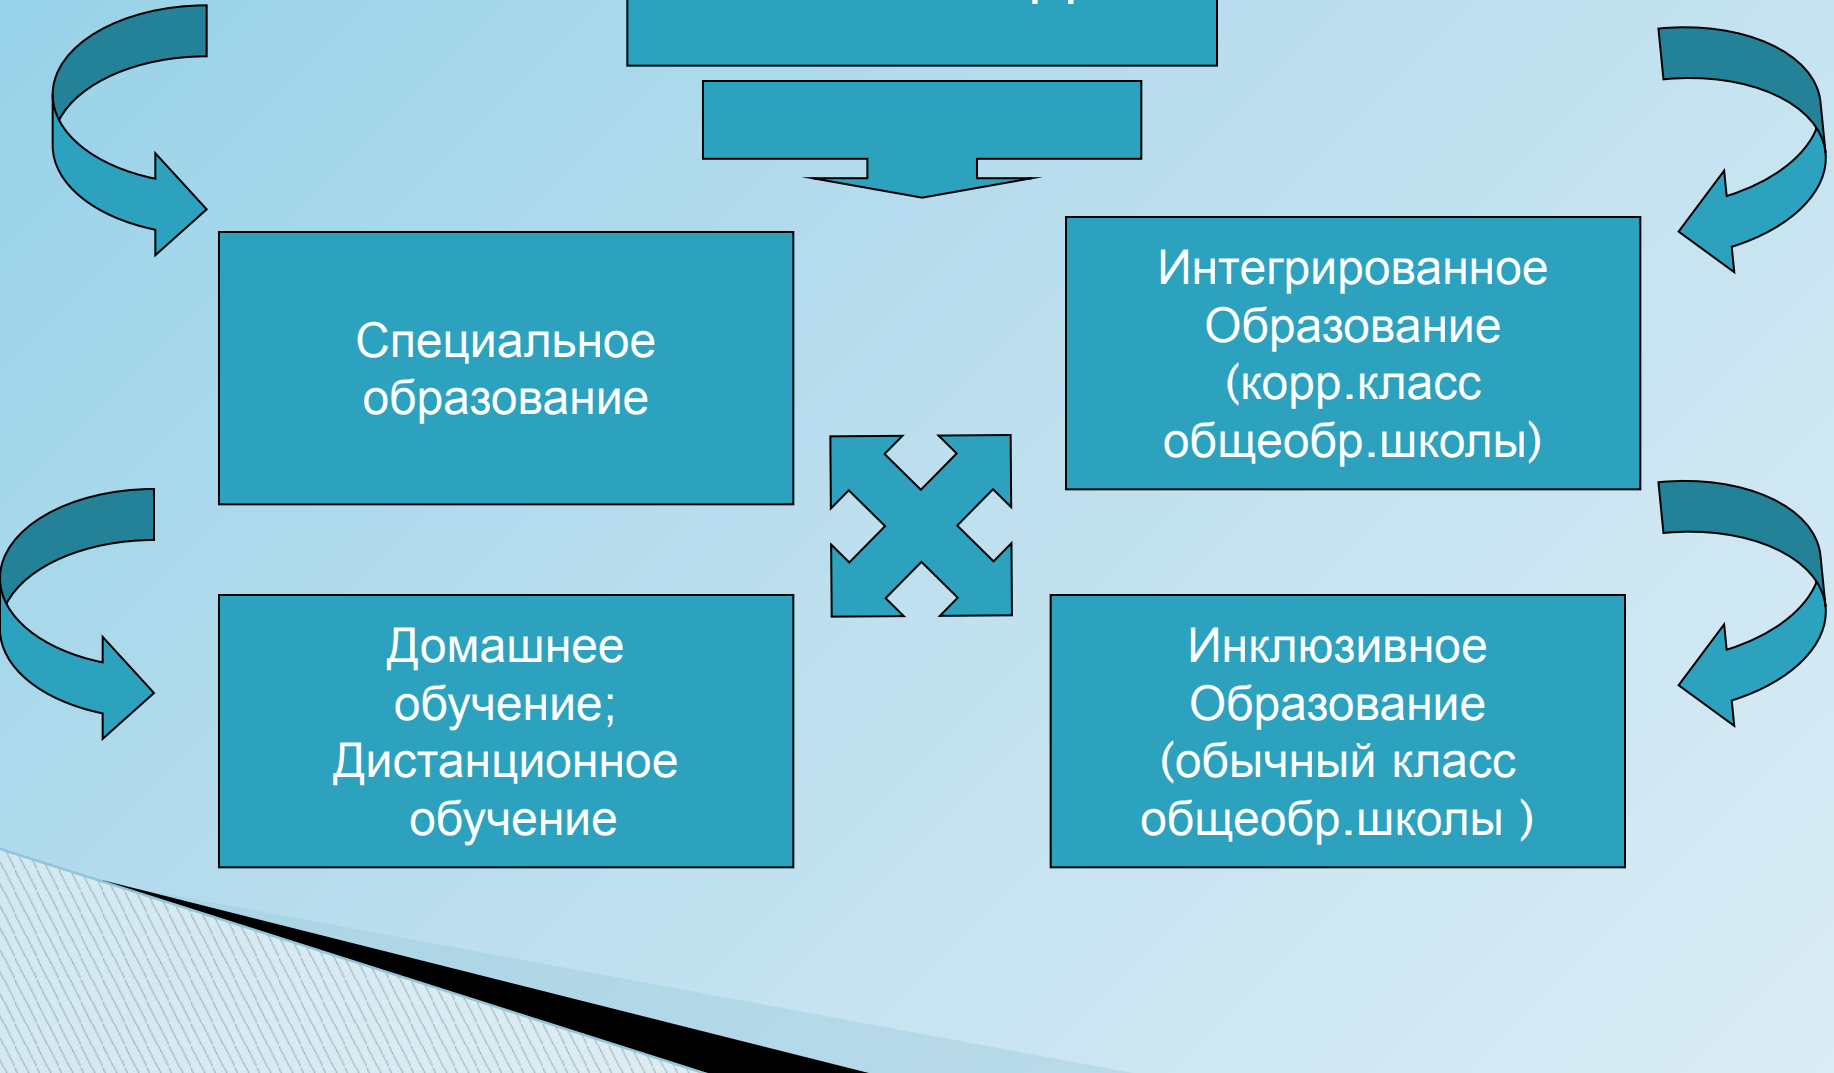 Специальное
образование
Интегрированное
Образование
(корр.класс
общеобр.школы)
Домашнее
обучение;
Дистанционное
обучение
Инклюзивное
Образование
(обычный класс
общеобр.школы )